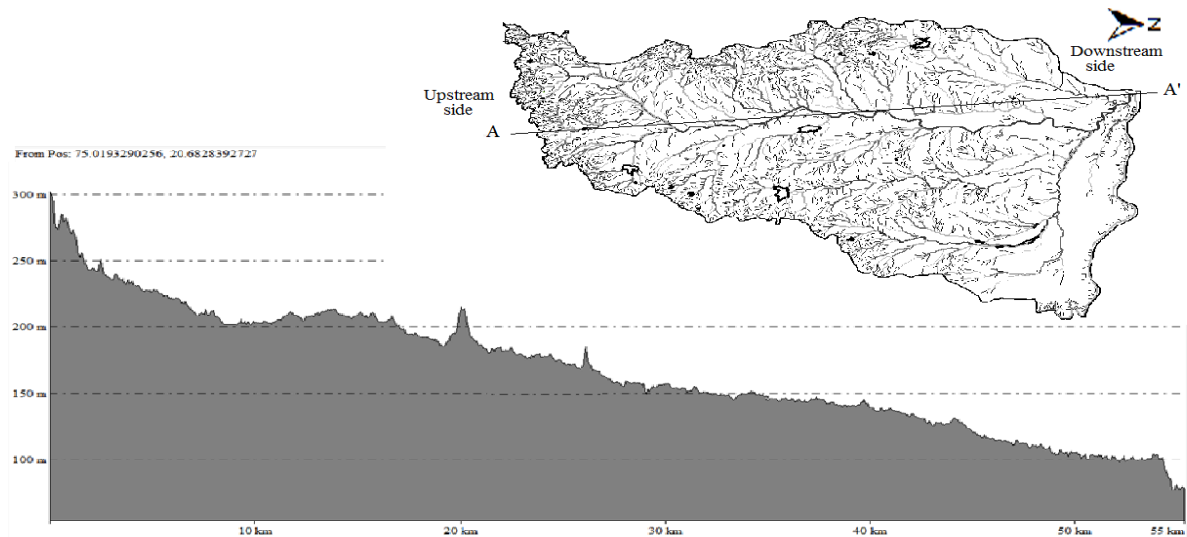 N
Downstream
side
Upstream
side
A
A'
From Pos: 75.0193290256, 20.6828392727
300 m
250 m
200 m
150 m
100 m
10 km
20 km
30 km
40 km
50 km
55 km